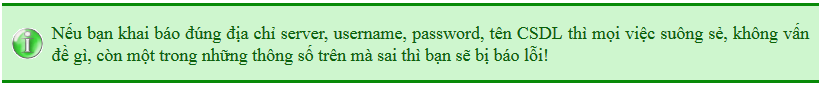 Nếu bạn khai báo đúng địa chỉ server, username, password, tên CSDL thì mọi việc suông sẻ, không vấn
đề gì, còn một trong những thông số trên mà sai thì bạn sẽ bị báo lỗi!